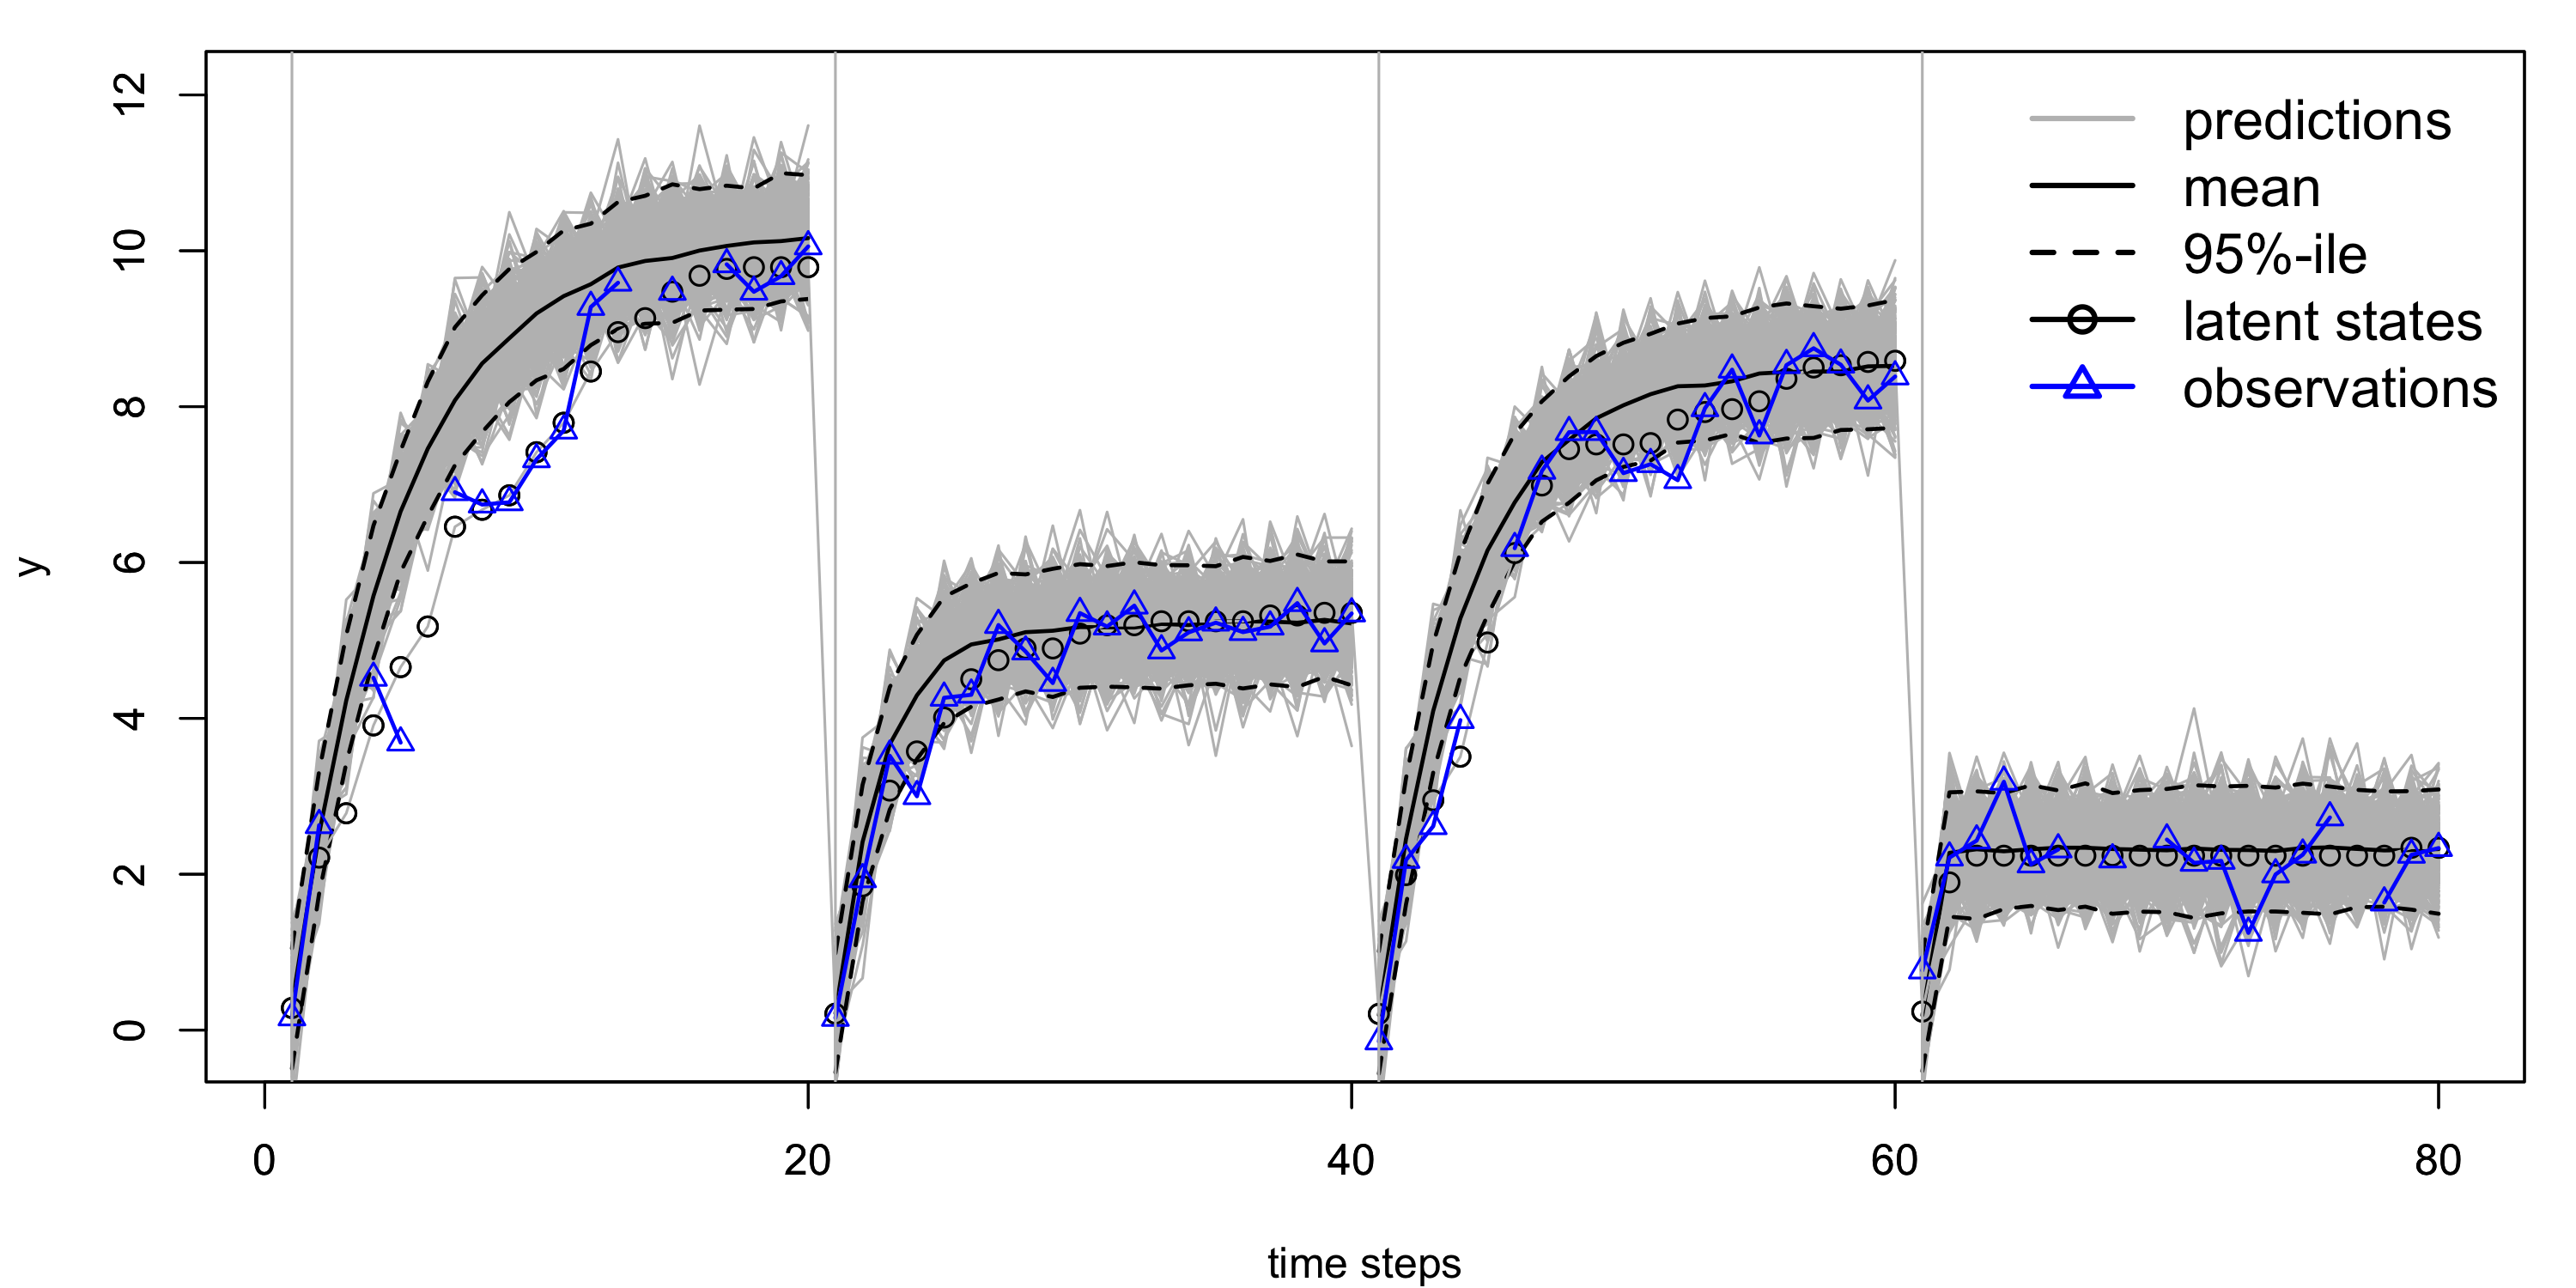 predictions
mean
95%-ile
latent states
observations
y
12
10
8
6
4
2
0
0 20 40 60 80
time steps